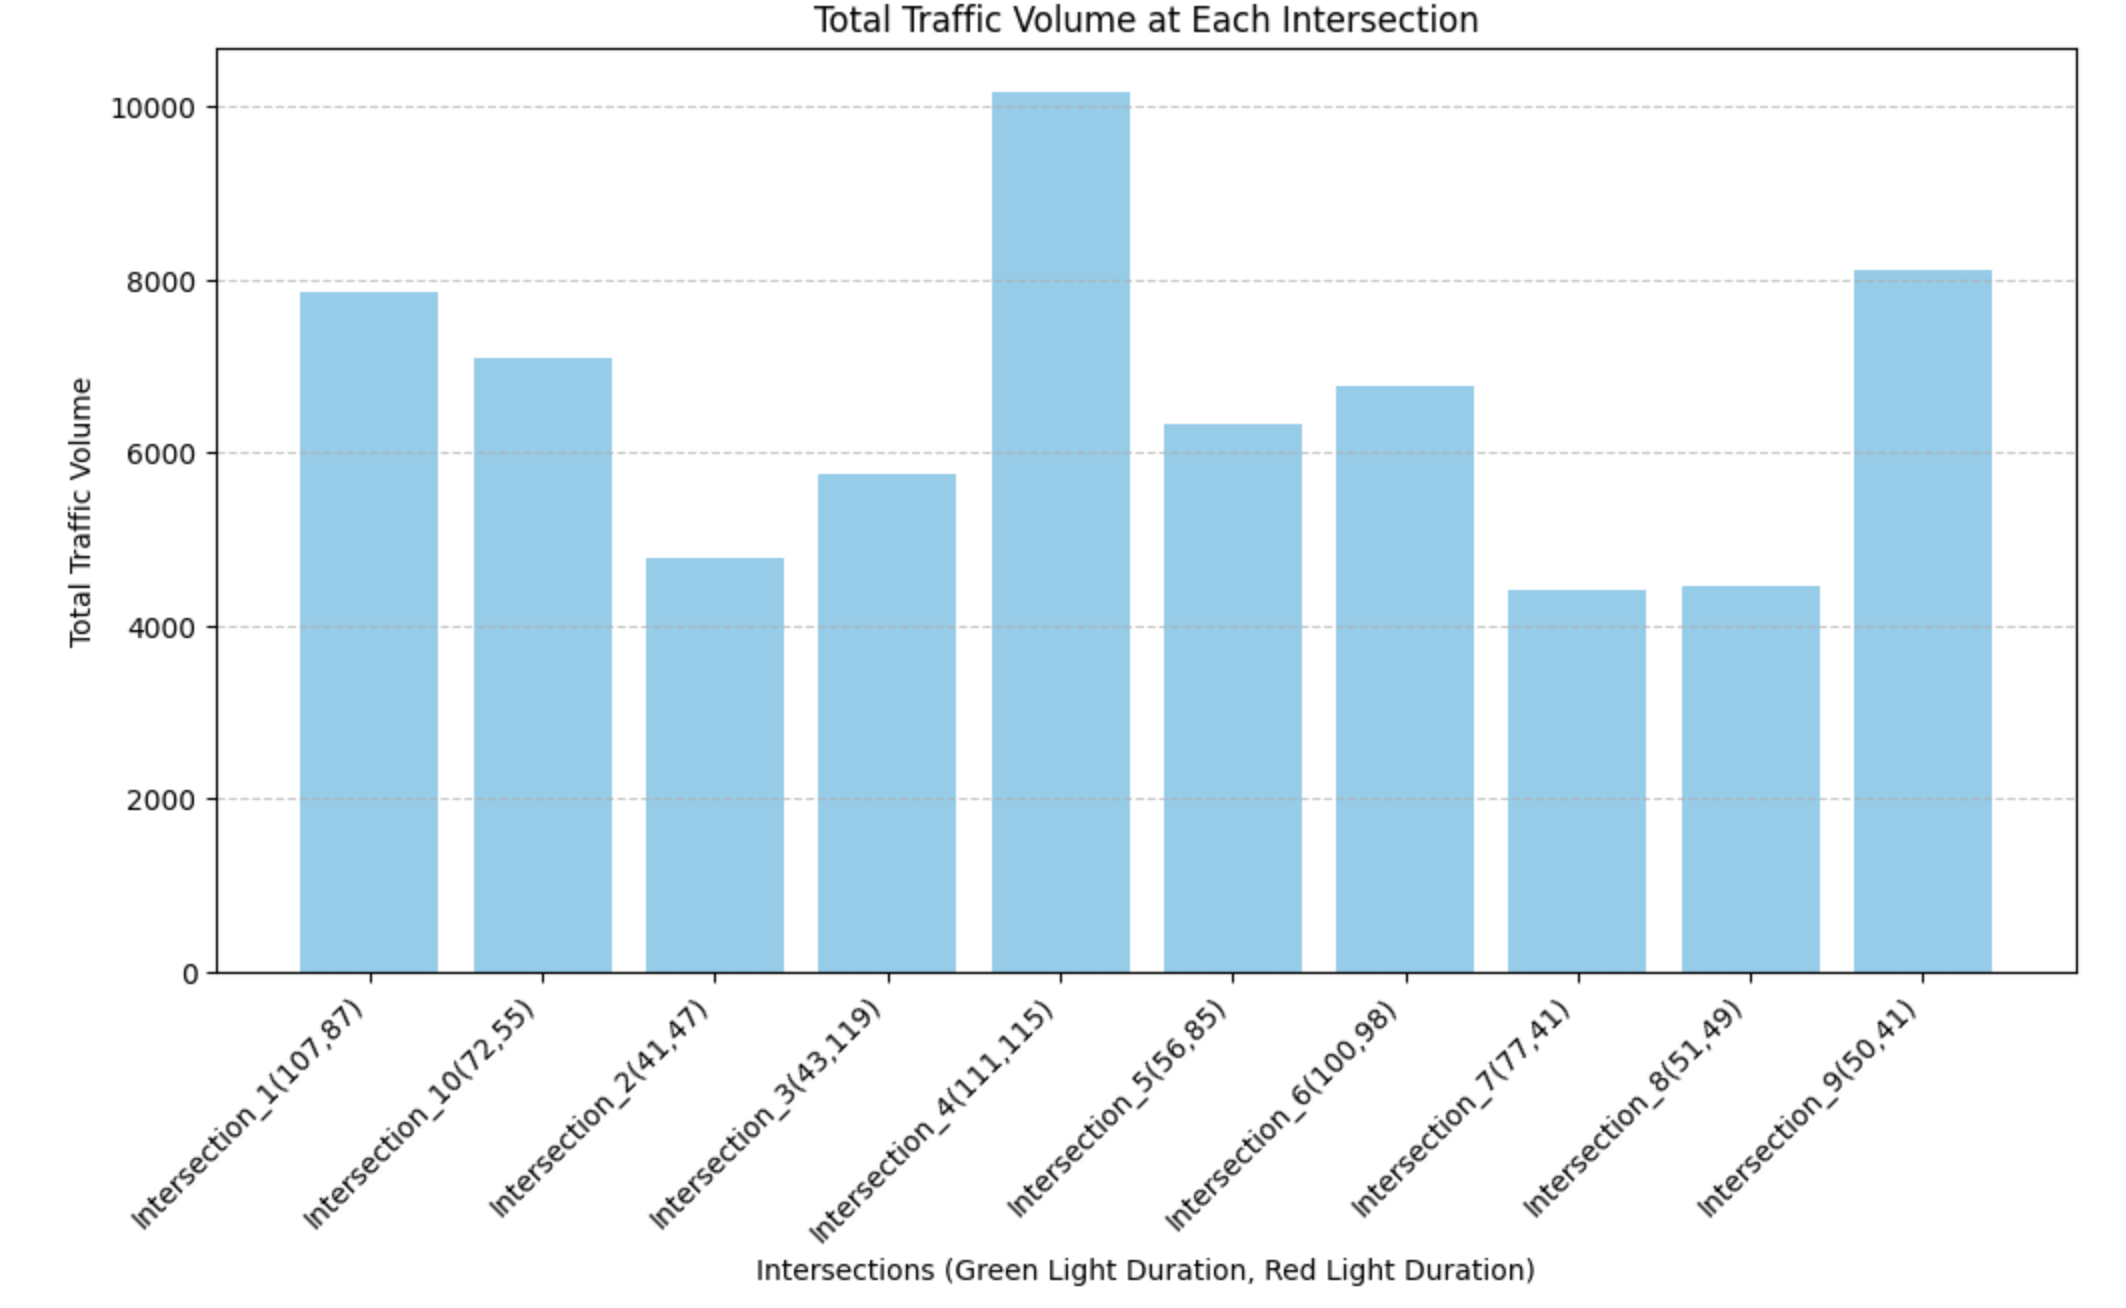 Total Traffic Volume at Each Intersection
Total Traffic Volume
10000
8000
6000
4000
2000
0
Intersection_1(107,87)
Intersection_10(72,55)
Intersection_2(41,47)
Intersection_3(43,119)
Intersection_4(111,115)
Intersection_5(56,85)
Intersection_6(100,98)
Intersection_7(77,41)
Intersection_8(51,49)
Intersection_9(50,41)
Intersections (Green Light Duration, Red Light Duration)